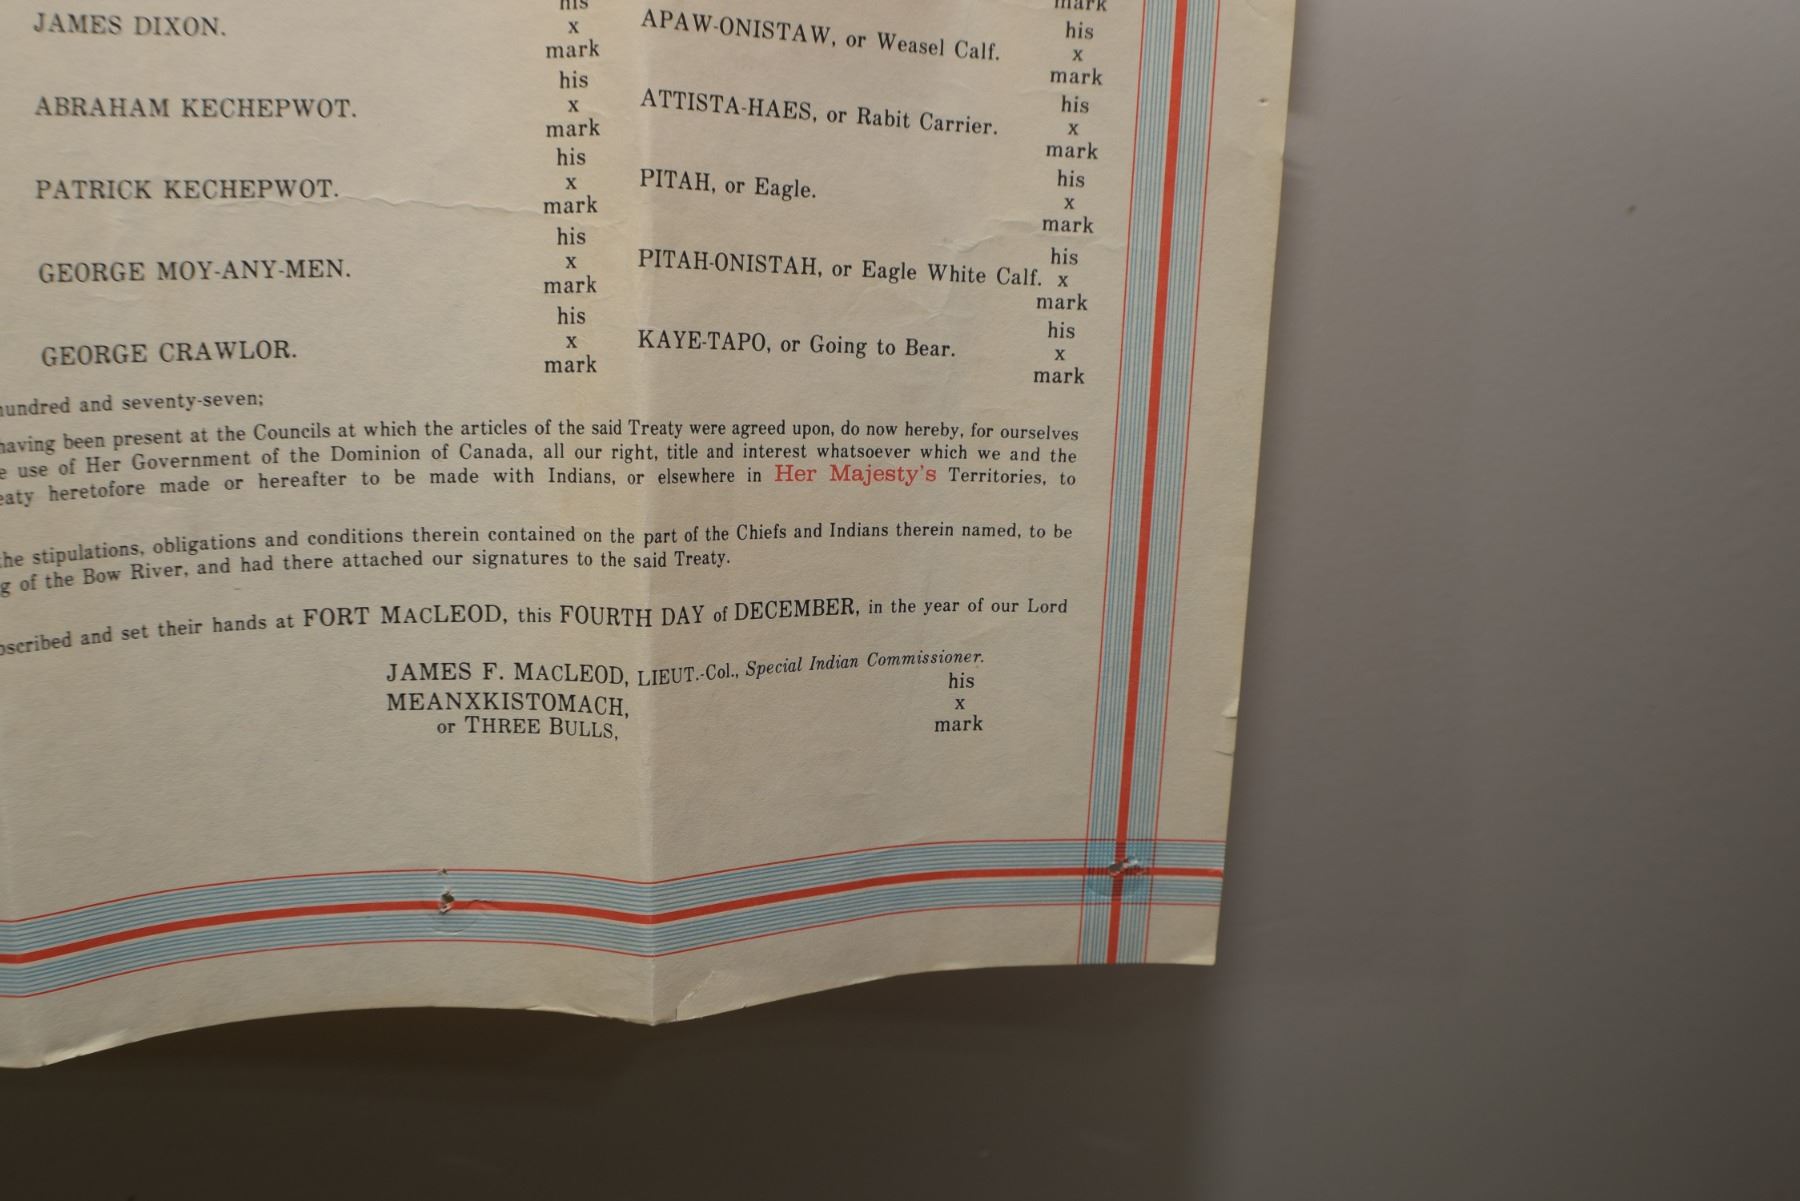 his mark
JAMES DIXON. x APAW-ONISTAW, or Weasel Calf. his
mark x
his mark
ABRAHAM KECHEPWOT. x ATTISTA-HAES, or Rabit Carrier. his
mark x
his mark
PATRICK KECHEPWOT. x PITAH, or Eagle. his
mark x
his mark
GEORGE MOY-ANY-MEN. x PITAH-ONISTAH, or Eagle White Calf. his
mark x
his mark
GEORGE CRAWLOR. x KAYE-TAPO, or Going to Bear. his
mark x
mark
hundred and seventy-seven;
having been present at the Councils at which the articles of the said Treaty were agreed upon, do now hereby, for ourselves
use of Her Government of the Dominion of Canada, all our right, title and interest whatsoever which we and the
heretofore made or hereafter to be made with Indians, or elsewhere in Her Majesty's Territories, to
the stipulations, obligations and conditions therein contained on the part of the Chiefs and Indians therein named, to be
of the Bow River, and had there attached our signatures to the said Treaty.
and set their hands at FORT MACLEOD, this FOURTH DAY of DECEMBER, in the year of our Lord
JAMES F. MACLEOD, LIEUT.-Col., Special Indian Commissioner.
MEANXKISTOMACH, his
or THREE BULLS, x
mark